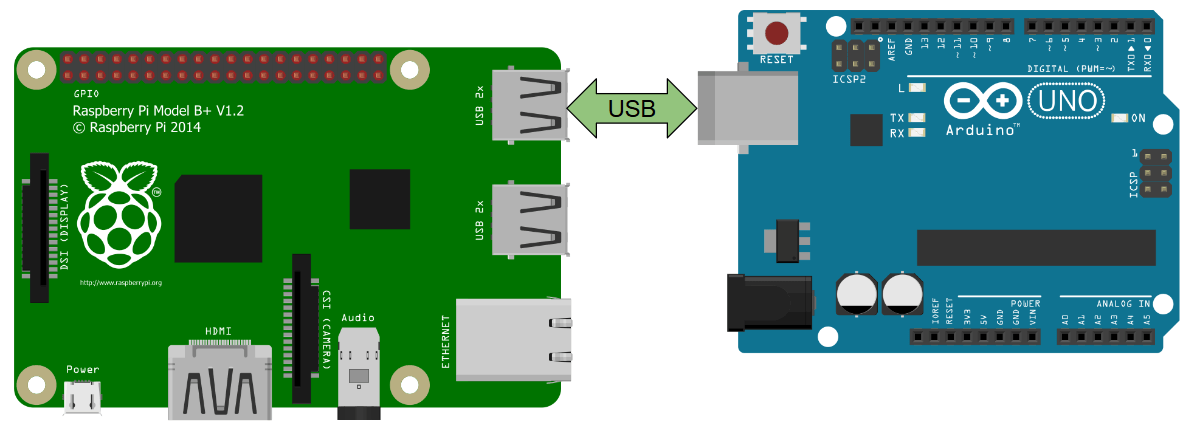 GPIO
Raspberry Pi Model B+ V1.2
© Raspberry Pi 2014
DSI (DISPLAY)
TM
http://www.raspberrypi.org
Power
HDMI
CSI (CAMERA)
Audio
ETHERNET
USB 2x
USB 2x
USB
RESET
ICSP2
AREF
GND
13
12
~11
~10
~9
8
7
~6
~5
4
~3
2
TXD▲1
RXD▼0
DIGITAL (PWM=~)
L
TX
RX
Arduino™
UNO
ON
1
ICSP
POWER
ANALOG IN
IOREF
RESET
3V3
5V
GND
GND
VIN
A0
A1
A2
A3
A4
A5